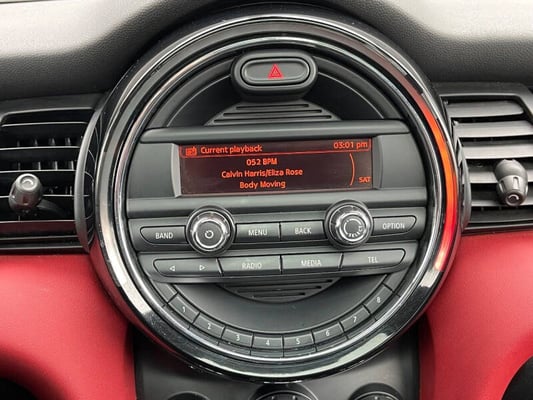 Current playback 03:01 pm
052 BPM
Calvin Harris/Eliza Rose
Body Moving
SAT
BAND MENU BACK SELECT OPTION
RADIO MEDIA TEL
1 2 3 4 5 6 7 8